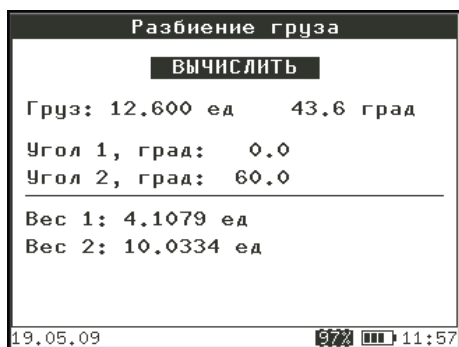 Разбиение груза
ВЫЧИСЛИТЬ
Груз: 12.600 ед 43.6 град
Угол 1, град: 0.0
Угол 2, град: 60.0
Вес 1: 4.1079 ед
Вес 2: 10.0334 ед
19.05.09 97% 11:57